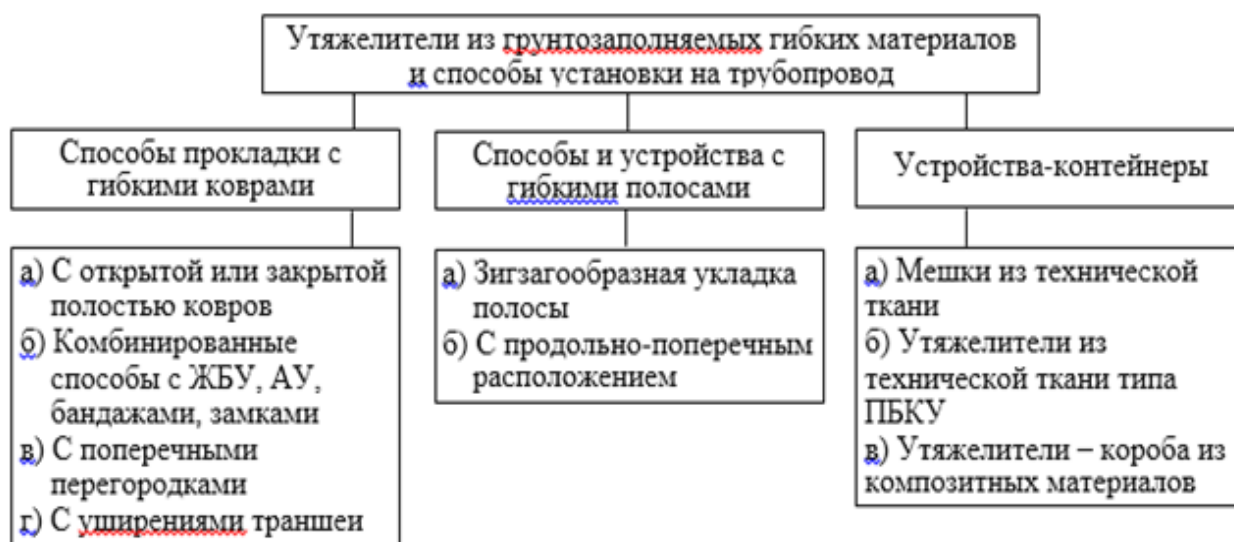 Утяжелители из грунтозаполняемых гибких материалов
и способы установки на трубопровод
Способы прокладки с
гибкими коврами
Способы и устройства с
гибкими полосами
Устройства-контейнеры
а) С открытой или закрытой
полостью ковров
б) Комбинированные
способы с ЖБУ, АУ,
бандажами, замками
в) С поперечными
перегородками
г) С уширениями траншеи
а) Зигзагообразная укладка
полосы
б) С продольно-поперечным
расположением
а) Мешки из технической
ткани
б) Утяжелители из
технической ткани типа
ПБКУ
в) Утяжелители – короба из
композитных материалов